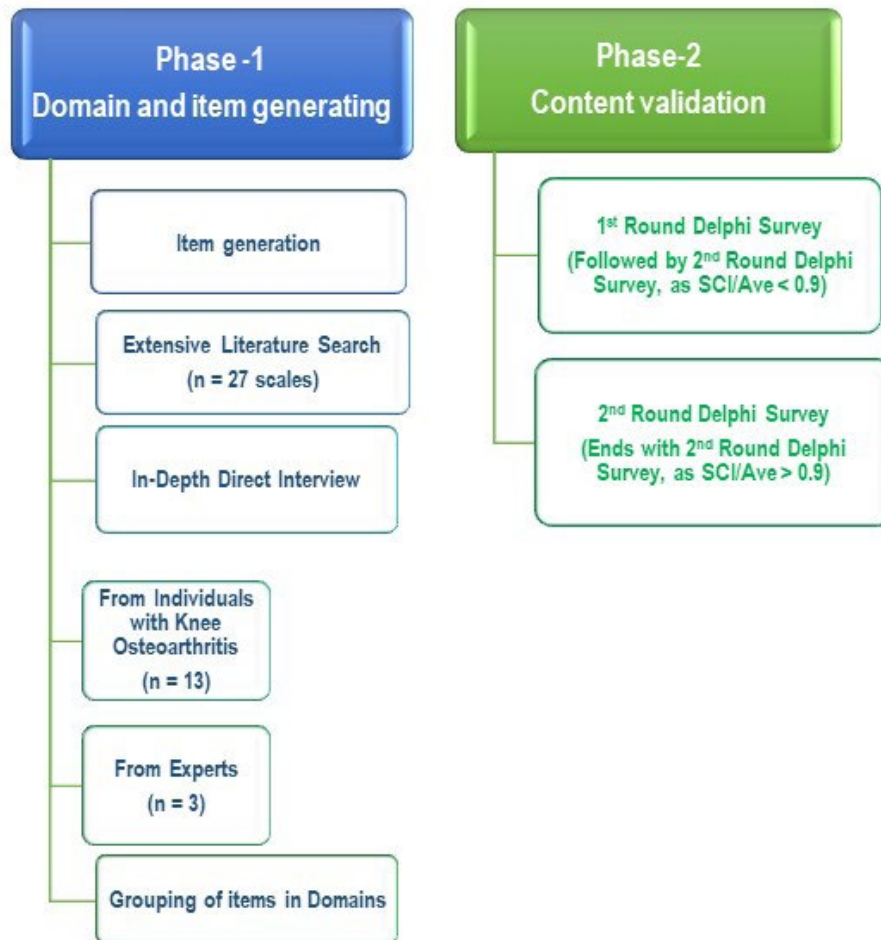 Phase -1
Domain and item generating
Item generation
Extensive Literature Search
(n = 27 scales)
In-Depth Direct Interview
From Individuals
with Knee
Osteoarthritis
(n = 13)
From Experts
(n = 3)
Grouping of items in Domains
Phase-2
Content validation
1st Round Delphi Survey
(Followed by 2nd Round Delphi
Survey, as SCI/Ave < 0.9)
2nd Round Delphi Survey
(Ends with 2nd Round Delphi
Survey, as SCI/Ave > 0.9)